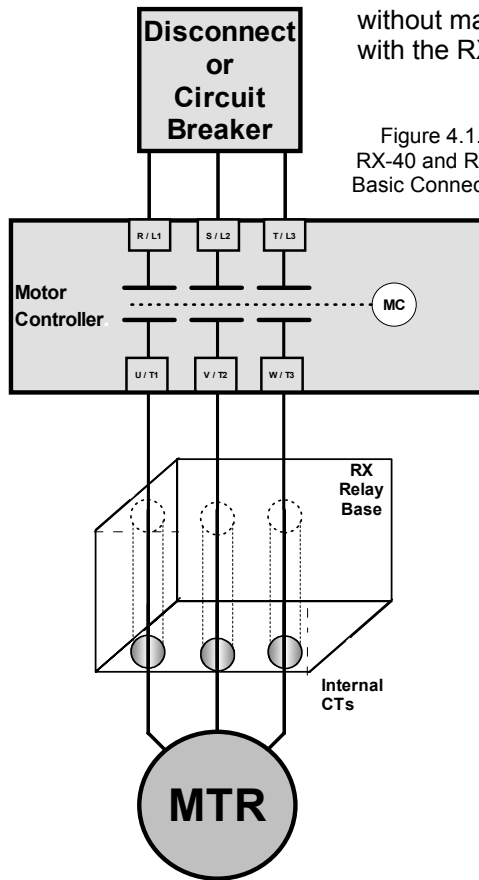 without ma
with the RX
Disconnect
or
Circuit
Breaker
Figure 4.1.
RX-40 and R
Basic Connec
R / L1
S / L2
T / L3
Motor
Controller
MC
U / T1
V / T2
W / T3
RX
Relay
Base
Internal
CTs
MTR